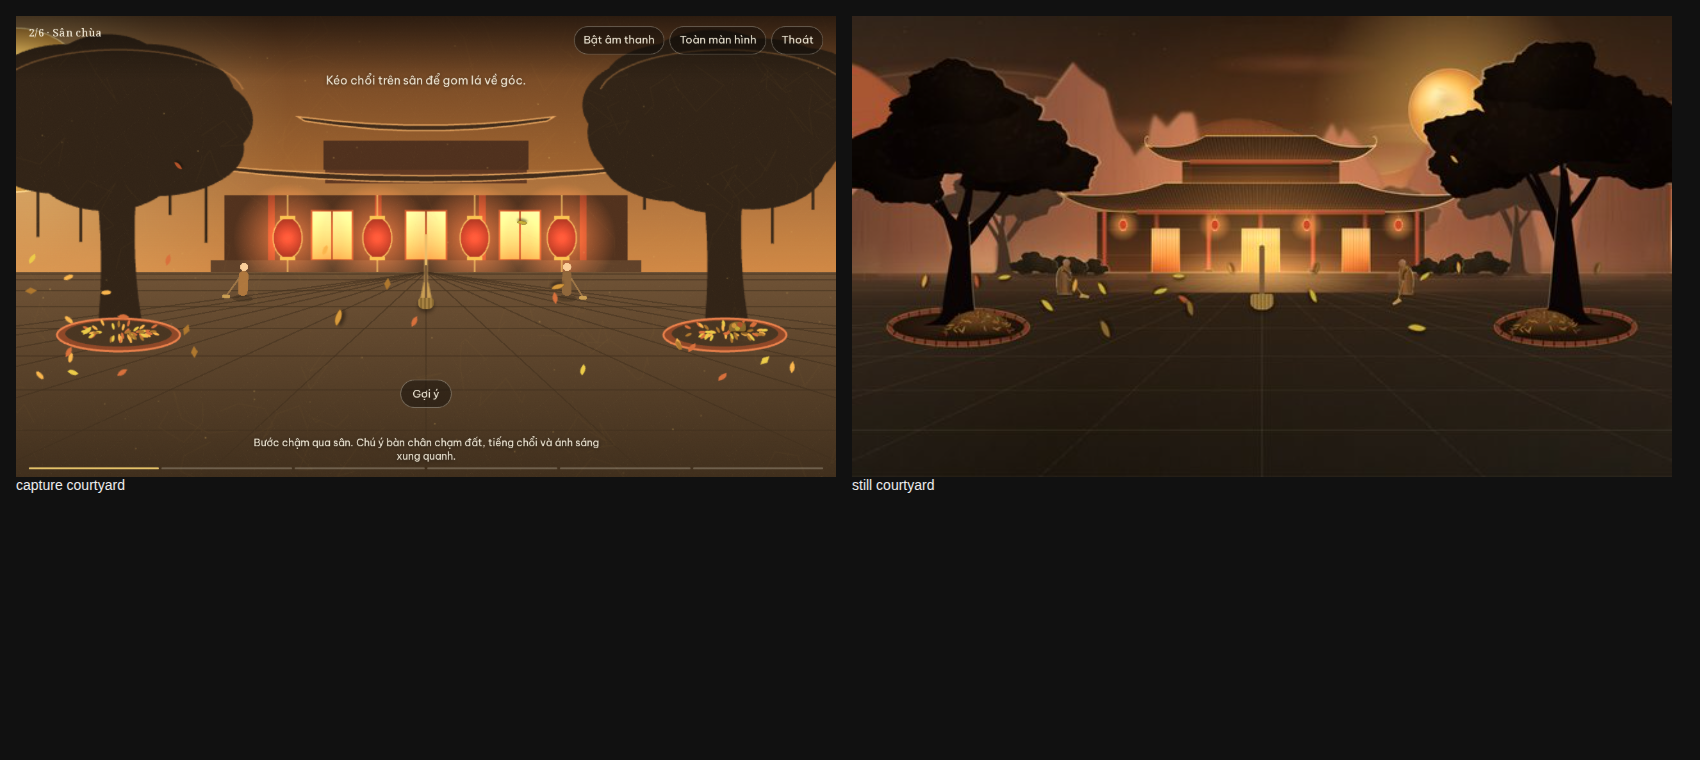 2/6 · Sân chùa
Bật âm thanh
Toàn màn hình
Thoát
Kéo chổi trên sân để gom lá về góc.
Gợi ý
Bước chậm qua sân. Chú ý bàn chân chạm đất, tiếng chổi và ánh sáng
xung quanh.
capture courtyard
still courtyard